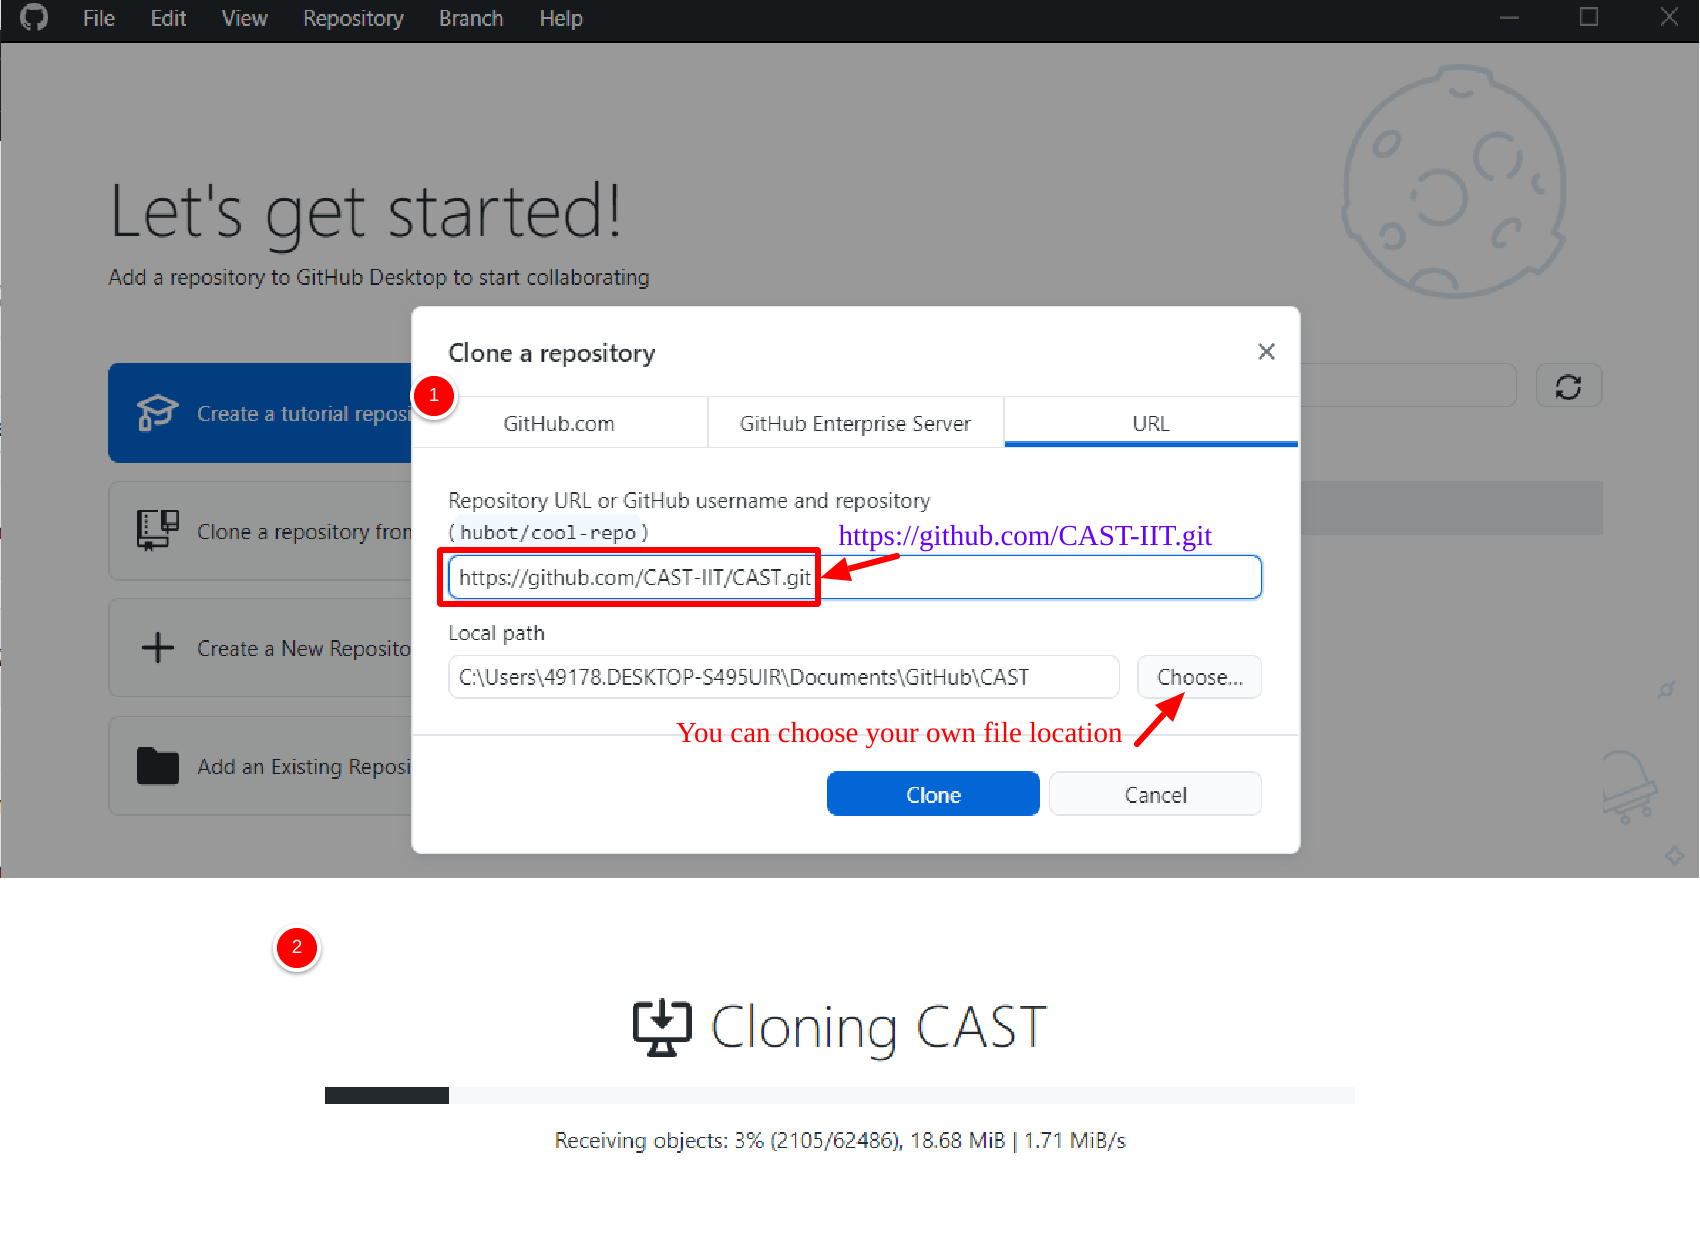 File Edit View Repository Branch Help
Let's get started!
Add a repository to GitHub Desktop to start collaborating
Create a tutorial reposi
Clone a repository from
Create a New Reposito
Add an Existing Reposi
Clone a repository
1
GitHub.com GitHub Enterprise Server URL
Repository URL or GitHub username and repository
(hubot/cool-repo)
https://github.com/CAST-IIT.git
https://github.com/CAST-IIT/CAST.git
Local path
C:\Users\49178.DESKTOP-S495UIR\Documents\GitHub\CAST
Choose...
You can choose your own file location
Clone Cancel
2
Cloning CAST
Receiving objects: 3% (2105/62486), 18.68 MiB | 1.71 MiB/s